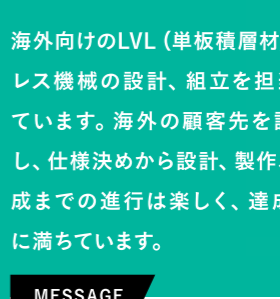 海外向けのLVL（単板積層材
レス機械の設計、組立を担
ています。海外の顧客先を
し、仕様決めから設計、製作
成までの進行は楽しく、達
に満ちています。
MESSAGE